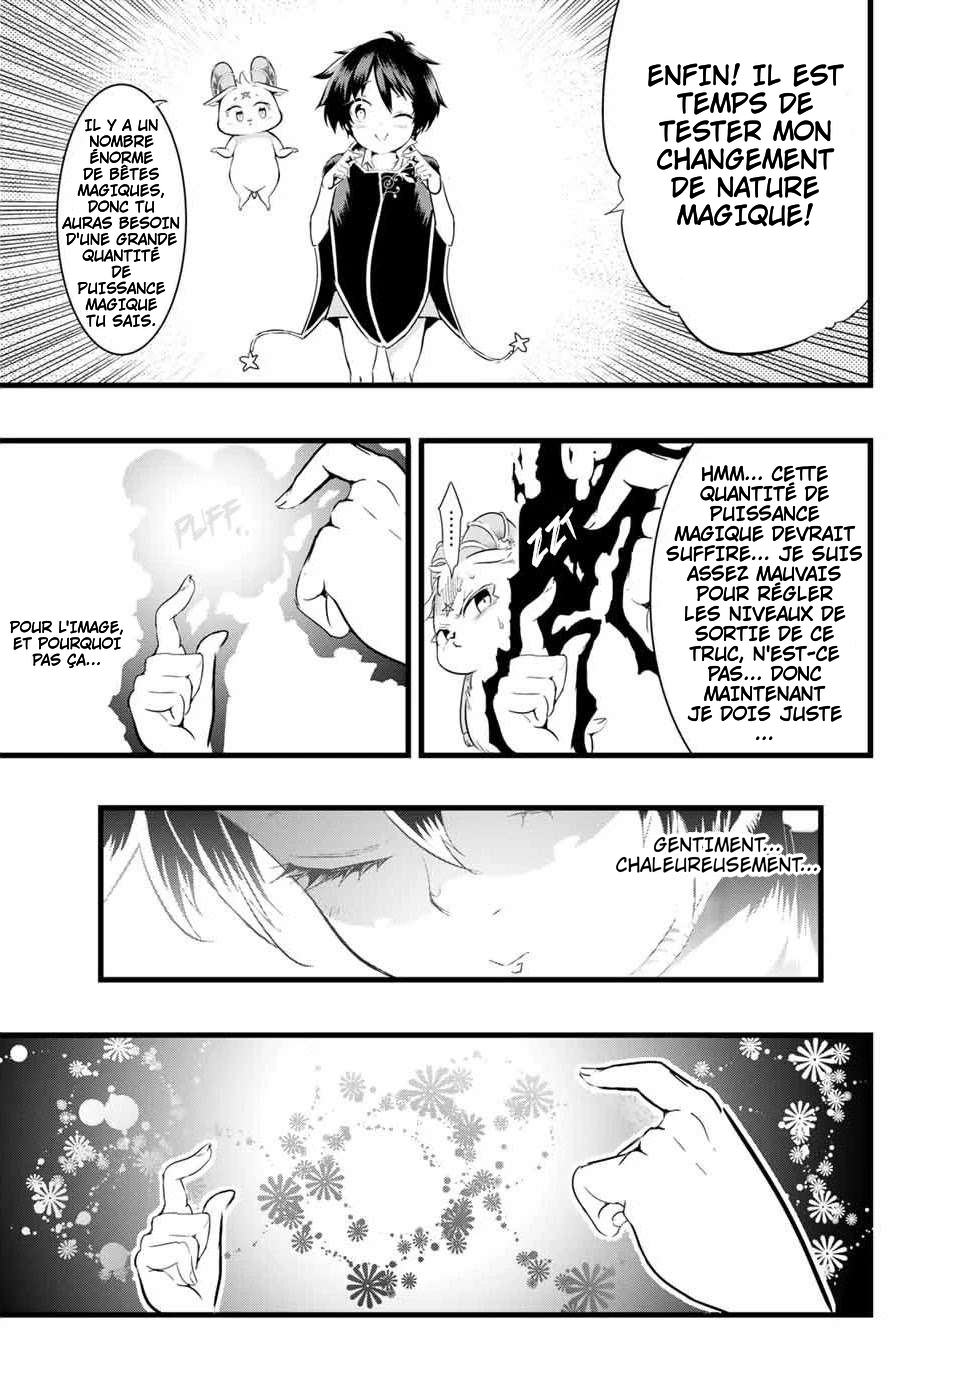 ENFIN! IL EST
TEMPS DE
TESTER MON
CHANGEMENT
DE NATURE
MAGIQUE!
IL Y A UN
NOMBRE
ÉNORME
DE BÊTES
MAGIQUES,
DONC TU
AURAS BESOIN
D'UNE GRANDE
QUANTITÉ
DE
PUISSANCE
MAGIQUE
TU SAIS.
HMM... CETTE
QUANTITÉ DE
PUISSANCE
MAGIQUE DEVRAIT
SUFFIRE... JE SUIS
ASSEZ MAUVAIS
POUR RÉGLER
LES NIVEAUX DE
SORTIE DE CE
TRUC, N'EST-CE
PAS... DONC
MAINTENANT
JE DOIS JUSTE
...
ZZT
......
PUFF..
POUR L'IMAGE,
ET POURQUOI
PAS ÇA...
GENTIMENT...
CHALEUREUSEMENT...